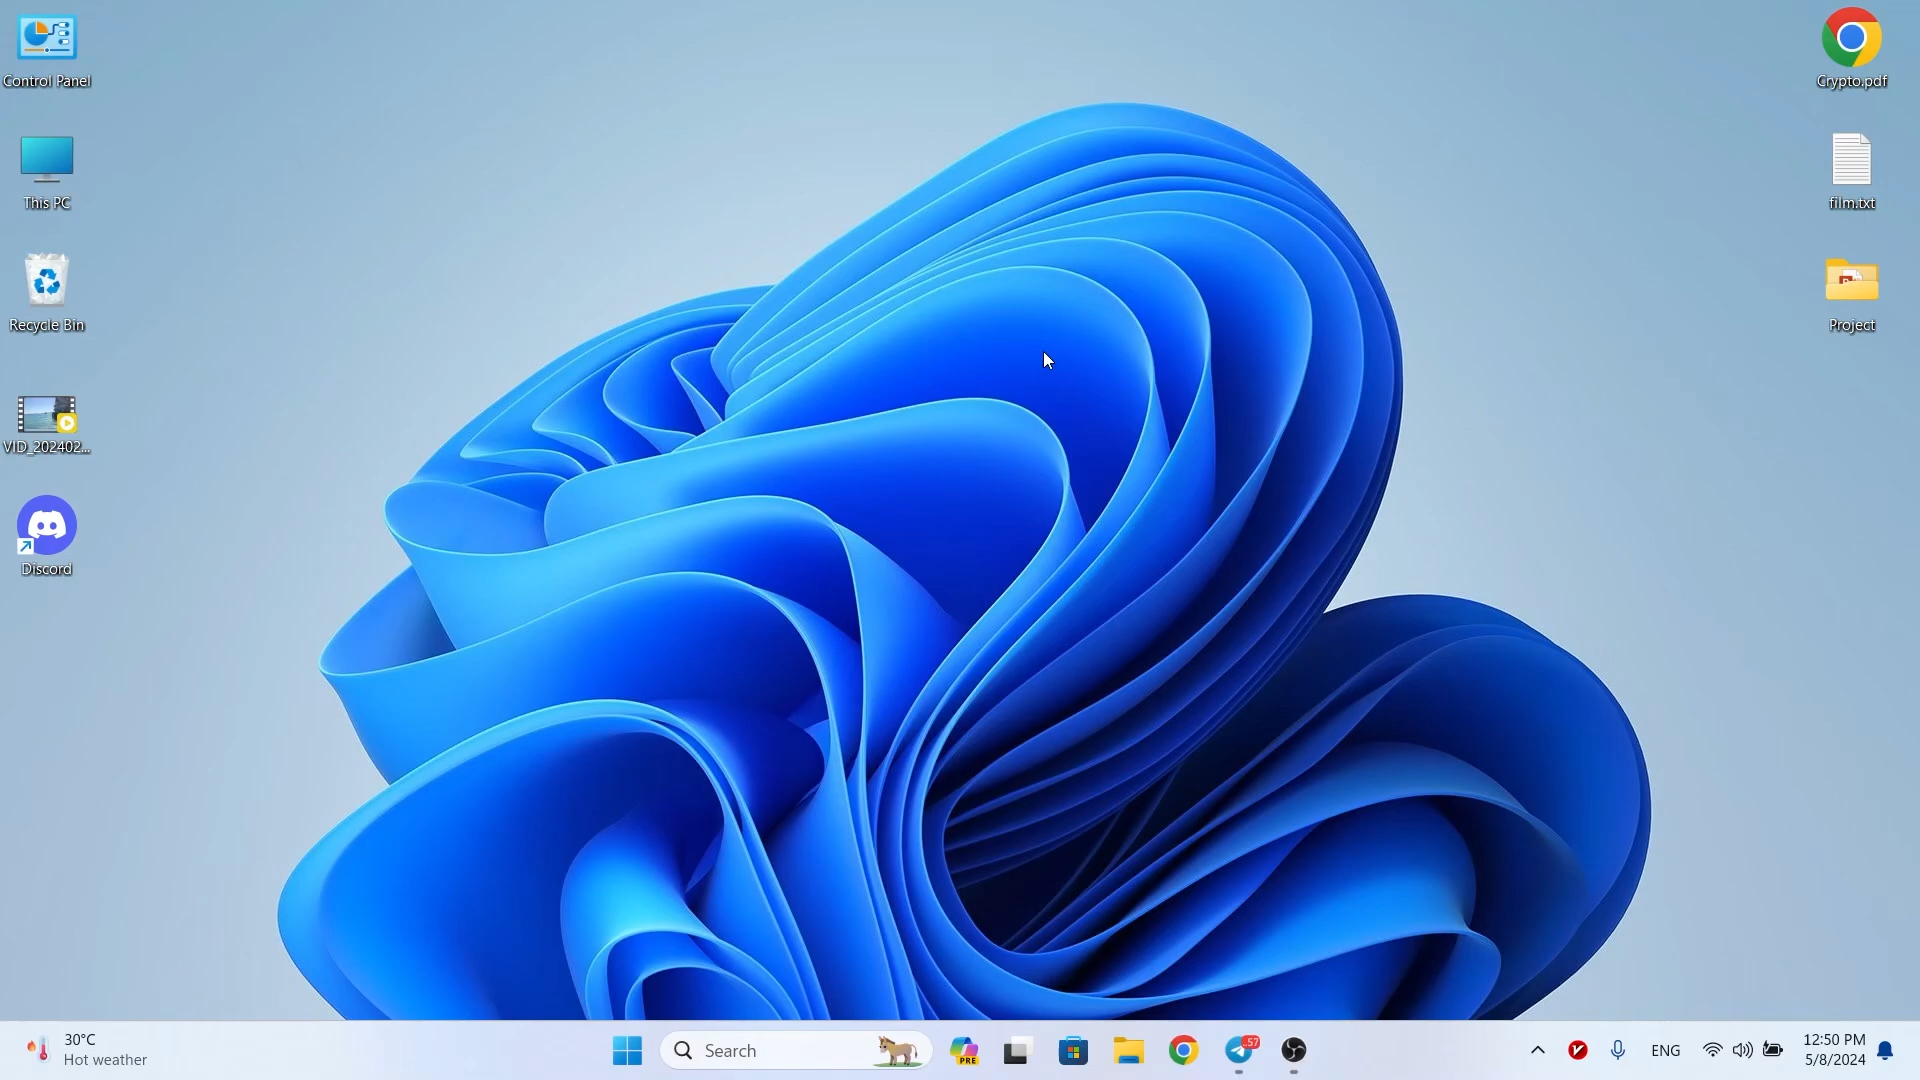 Control Panel
This PC
Recycle Bin
VID_202402...
Discord
Crypto.pdf
film.txt
Project
30°C
Hot weather
Search
PRE
57
ENG
12:50 PM
5/8/2024